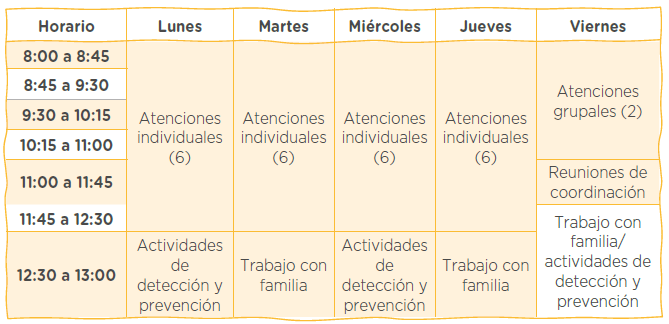 Horario Lunes Martes Miércoles Jueves Viernes
8:00 a 8:45
8:45 a 9:30
9:30 a 10:15
10:15 a 11:00
11:00 a 11:45
11:45 a 12:30
12:30 a 13:00
Atenciones
individuales
(6)
Actividades
de
detección y
prevención
Atenciones
individuales
(6)
Trabajo con
familia
Atenciones
individuales
(6)
Actividades
de
detección y
prevención
Atenciones
individuales
(6)
Trabajo con
familia
Atenciones
grupales (2)
Reuniones de
coordinación
Trabajo con
familia/
actividades de
detección y
prevención